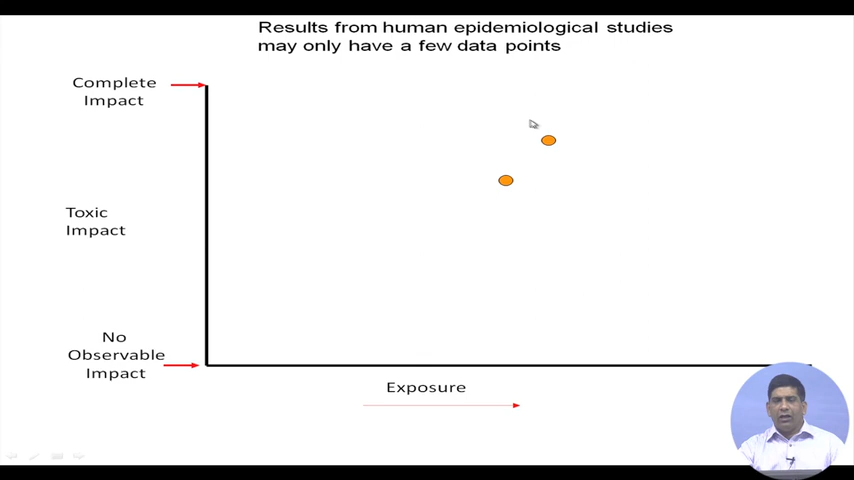 Results from human epidemiological studies
may only have a few data points
Complete
Impact
Toxic
Impact
No
Observable
Impact
Exposure